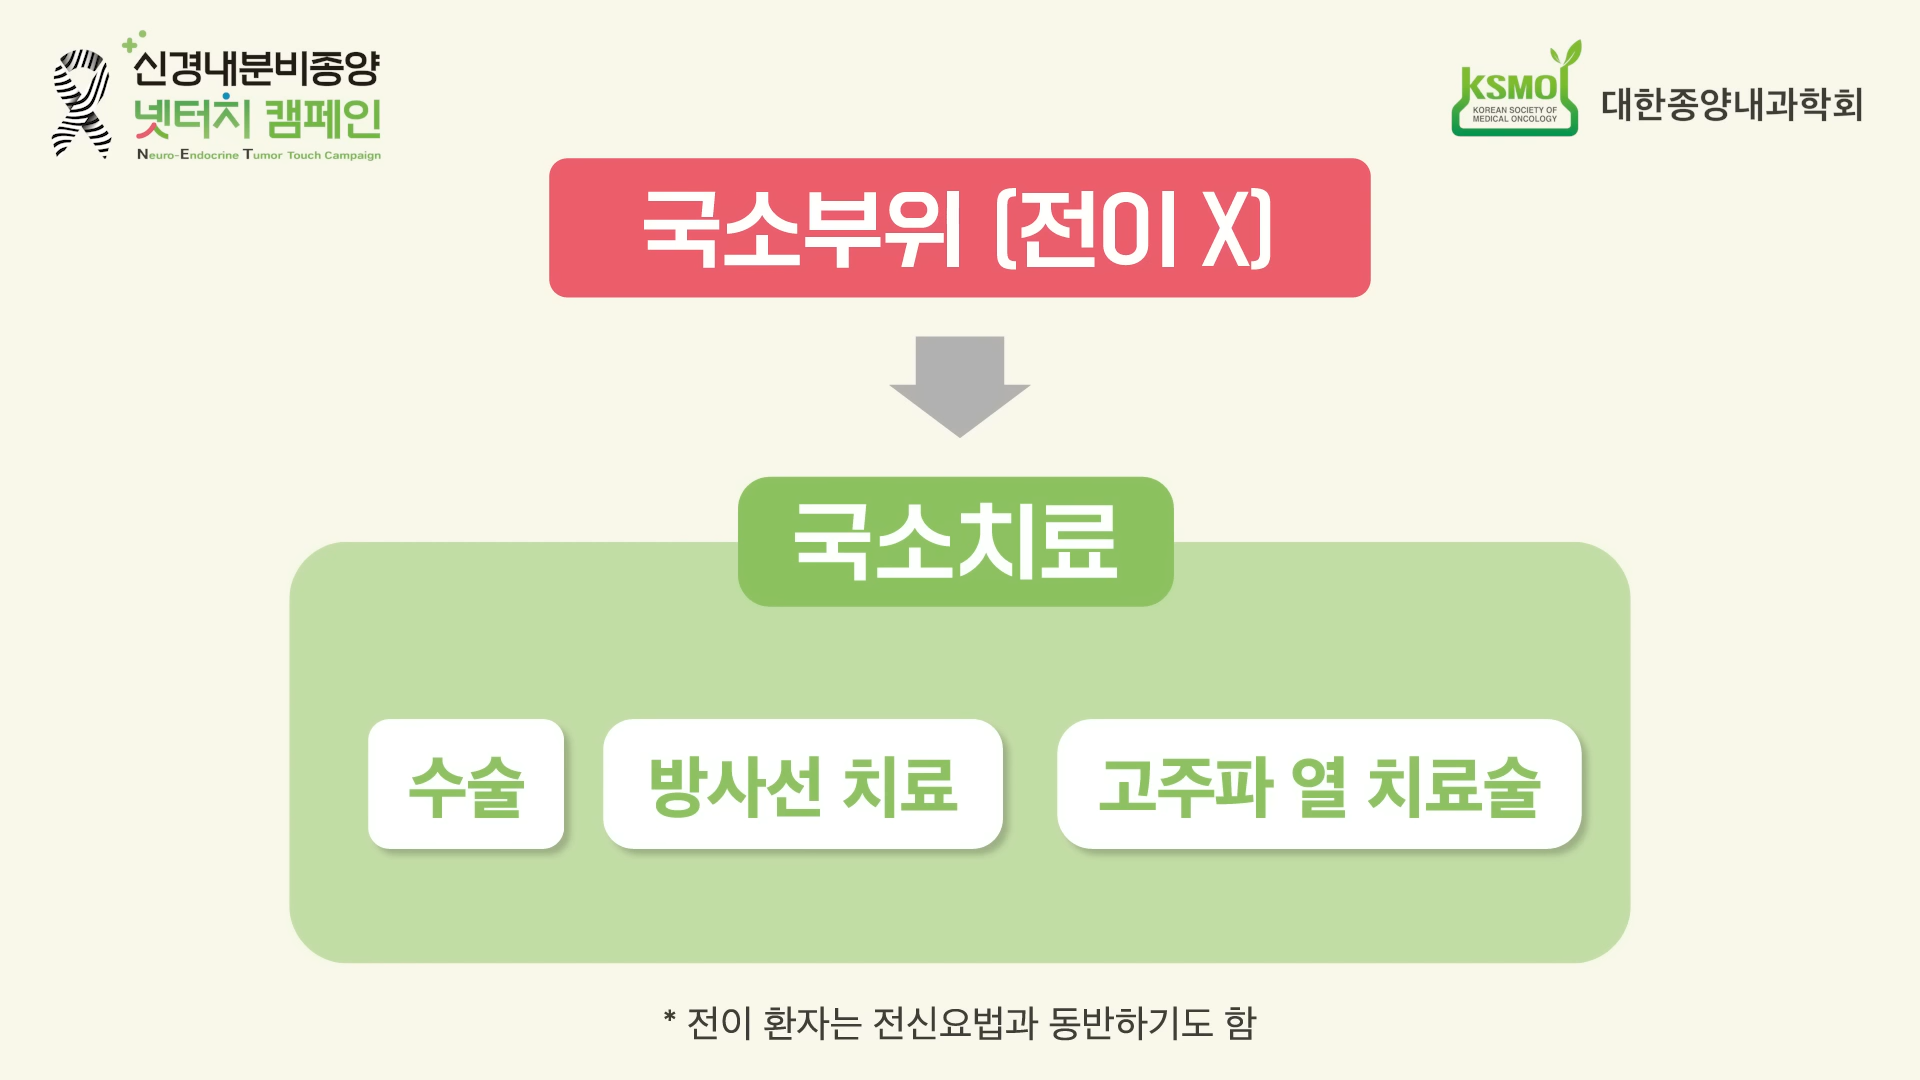 신경내분비종양
넷터치 캠페인
Neuro-Endocrine Tumor Touch Campaign
KSMO
KOREAN SOCIETY OF
MEDICAL ONCOLOGY
대한종양내과학회
국소부위 (전이 X)
국소치료
수술
방사선 치료
고주파 열 치료술
* 전이 환자는 전신요법과 동반하기도 함